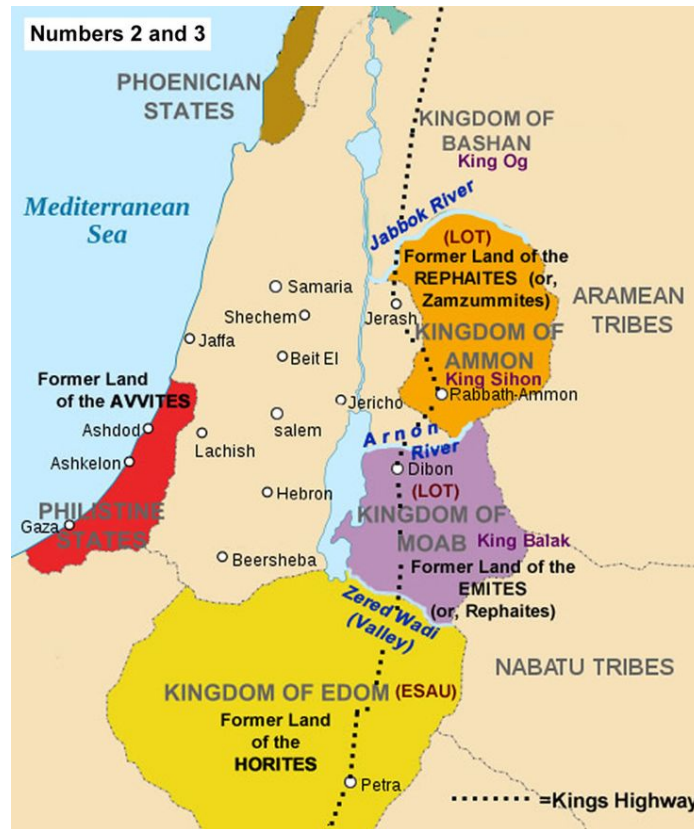 Numbers 2 and 3
PHOENICIAN
STATES
KINGDOM OF
BASHAN
King Og
Mediterranean
Sea
Jabbok River
(LOT)
Former Land of the
REPHAITES (or,
Zamzummites)
ARAMEAN
TRIBES
Samaria
Shechem
Jerash
KINGDOM OF
AMMON
Jaffa
Beit El
King Sihon
Former Land
of the AVVITES
Jericho
Rabbath-Ammon
Ashdod
salem
Lachish
Arnon
River
Ashkelon
Dibon
Hebron
(LOT)
Gaza
PHILISTINE
STATES
KINGDOM OF
MOAB
King Balak
Beersheba
Former Land of the
EMITES
(or, Rephaites)
Zered Wadi
(Valley)
NABATU TRIBES
KINGDOM OF EDOM (ESAU)
Former Land
of the
HORITES
Petra
=Kings Highway